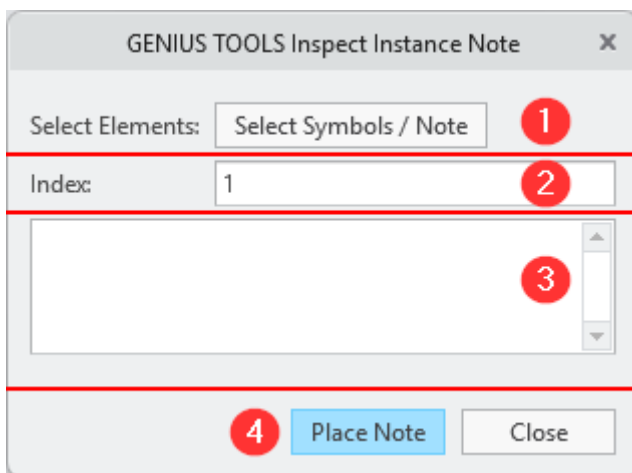 GENIUS TOOLS Inspect Instance Note ×
Select Elements: Select Symbols / Note 1
Index: 1 2
3
4 Place Note Close